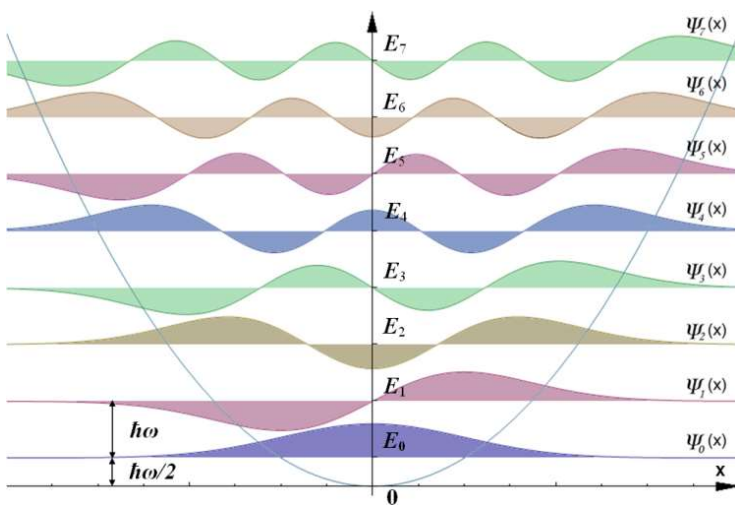 E₇ Ψ₇(x)
E₆ Ψ₆(x)
E₅ Ψ₅(x)
E₄ Ψ₄(x)
E₃ Ψ₃(x)
E₂ Ψ₂(x)
E₁ Ψ₁(x)
ħω
E₀ Ψ₀(x)
ħω/2
x
0